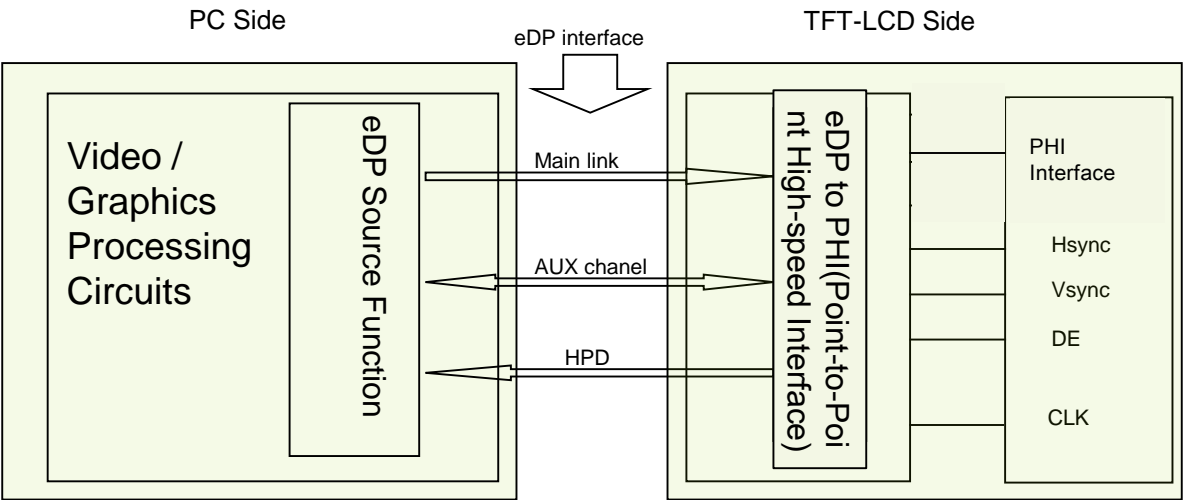 PC Side
TFT-LCD Side
eDP interface
Video /
Graphics
Processing
Circuits
eDP Source Function
Main link
AUX chanel
HPD
eDP to PHI(Point-to-Poi
nt High-speed Interface)
PHI
Interface
Hsync
Vsync
DE
CLK